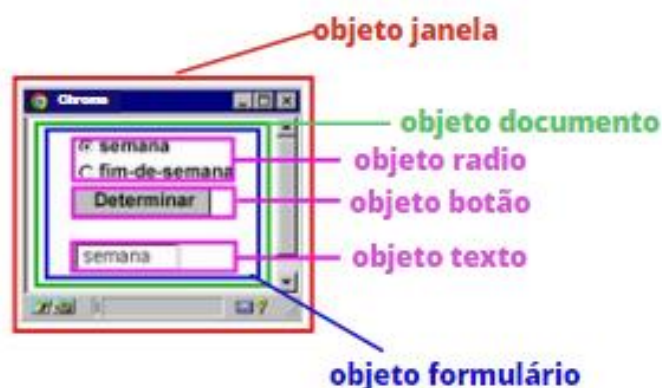 objeto janela
Chrome
objeto documento
semana
objeto radio
fim-de-semana
Determinar
objeto botão
semana
objeto texto
objeto formulário